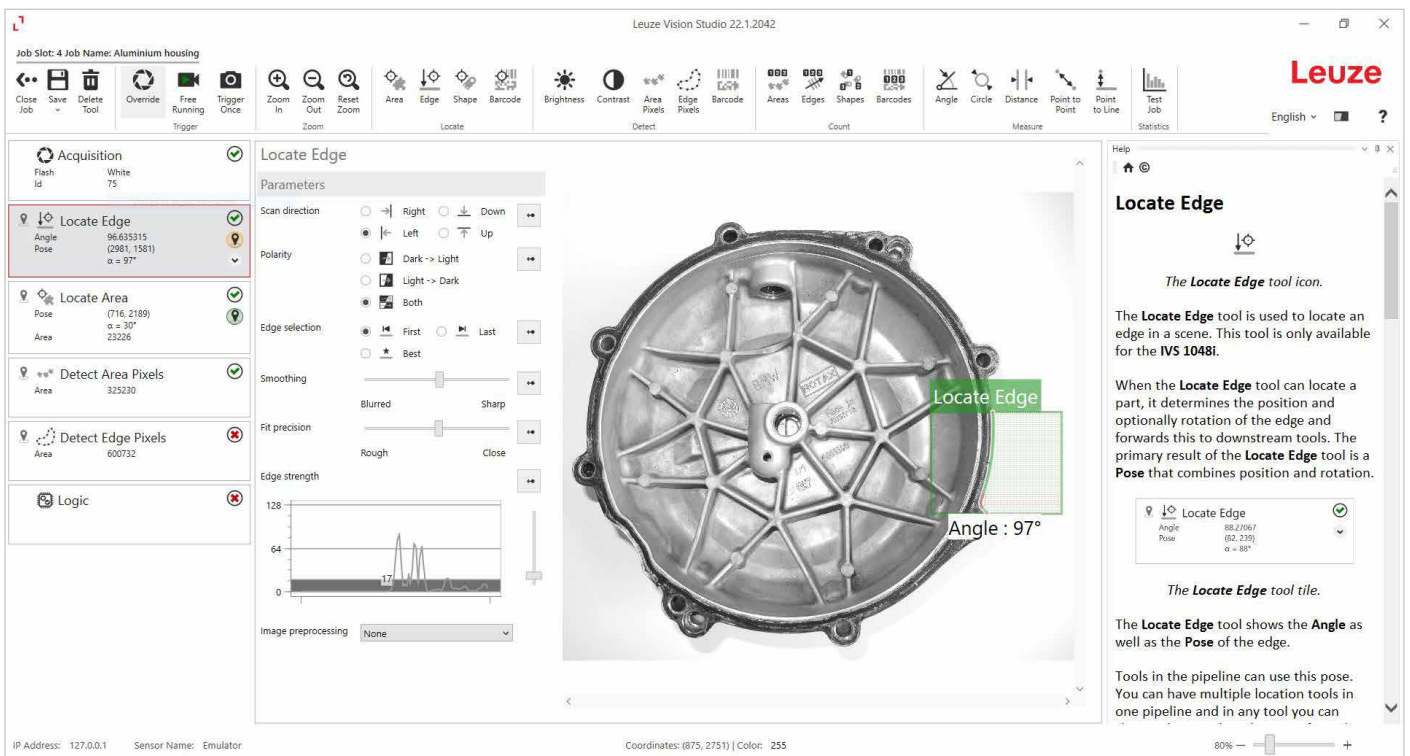 Leuze Vision Studio 22.1.2042
Job Slot: 4 Job Name: Aluminium housing
Leuze
Close Job
Save
Delete Tool
Override
Free Running
Trigger Once
Trigger
Zoom In
Zoom Out
Reset Zoom
Zoom
Area
Edge
Shape
Barcode
Locate
Brightness
Contrast
Area Pixels
Edge Pixels
Barcode
Detect
Areas
Edges
Shapes
Barcodes
Count
Angle
Circle
Distance
Point to Point
Point to Line
Measure
Test Job
Statistics
English
?
Acquisition
Flash White
Id 75
Locate Edge
Angle 96.635315
Pose (2981, 1581)
α = 97°
Locate Area
Pose (716, 2189)
α = 30°
Area 23226
Detect Area Pixels
Area 325230
Detect Edge Pixels
Area 600732
Logic
Locate Edge
Parameters
Scan direction
Right
Down
Left
Up
Polarity
Dark -> Light
Light -> Dark
Both
Edge selection
First
Last
Best
Smoothing
Blurred Sharp
Fit precision
Rough Close
Edge strength
128
64
17
0
Image preprocessing None
ROTAX
Locate Edge
Angle : 97°
Help
Locate Edge
The Locate Edge tool icon.
The Locate Edge tool is used to locate an
edge in a scene. This tool is only available
for the IVS 1048i.
When the Locate Edge tool can locate a
part, it determines the position and
optionally rotation of the edge and
forwards this to downstream tools. The
primary result of the Locate Edge tool is a
Pose that combines position and rotation.
Locate Edge
Angle 88.27067
Pose (82, 239)
α = 88°
The Locate Edge tool tile.
The Locate Edge tool shows the Angle as
well as the Pose of the edge.
Tools in the pipeline can use this pose.
You can have multiple location tools in
one pipeline and in any tool you can
IP Address: 127.0.0.1 Sensor Name: Emulator
Coordinates: (875, 2751) | Color: 255
80%